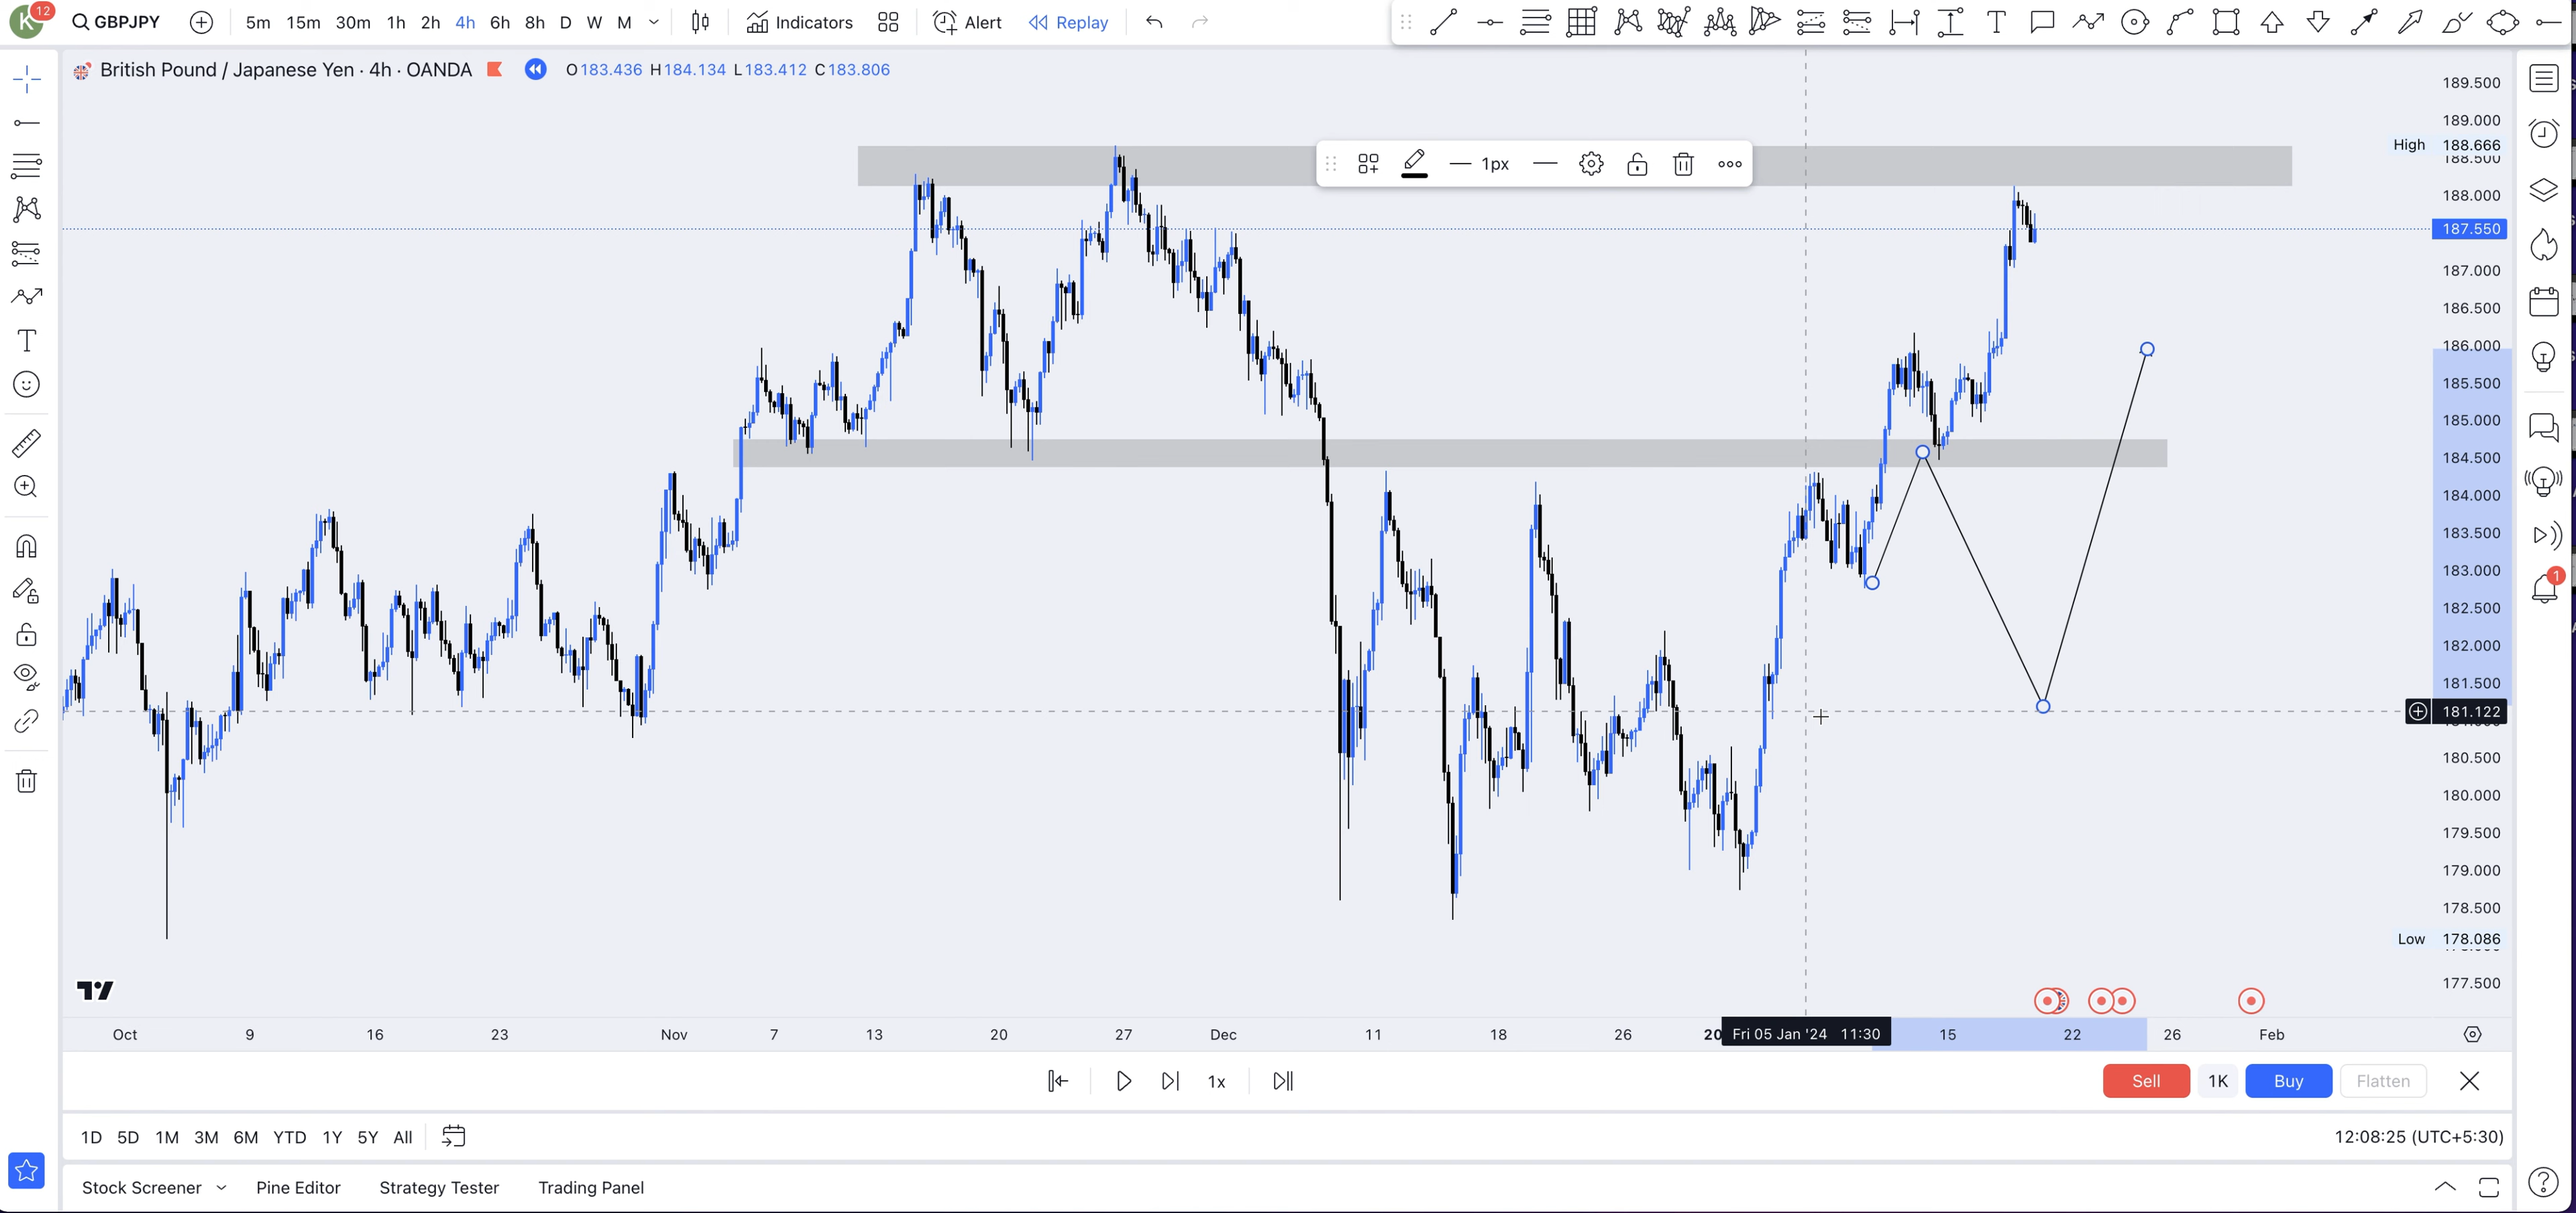 K 12 GBPJPY 5m 15m 30m 1h 2h 4h 6h 8h D W M Indicators Alert Replay T
British Pound / Japanese Yen · 4h · OANDA O183.436 H184.134 L183.412 C183.806
189.500
189.000
High 188.666
188.500
1px
188.000
187.550
187.000
186.500
186.000
185.500
185.000
184.500
184.000
183.500
183.000
182.500
182.000
181.500
181.122
180.500
180.000
179.500
179.000
178.500
Low 178.086
177.500
1
Oct 9 16 23 Nov 7 13 20 27 Dec 11 18 26 20 Fri 05 Jan '24 11:30 15 22 26 Feb
1x Sell 1K Buy Flatten
1D 5D 1M 3M 6M YTD 1Y 5Y All 12:08:25 (UTC+5:30)
Stock Screener Pine Editor Strategy Tester Trading Panel